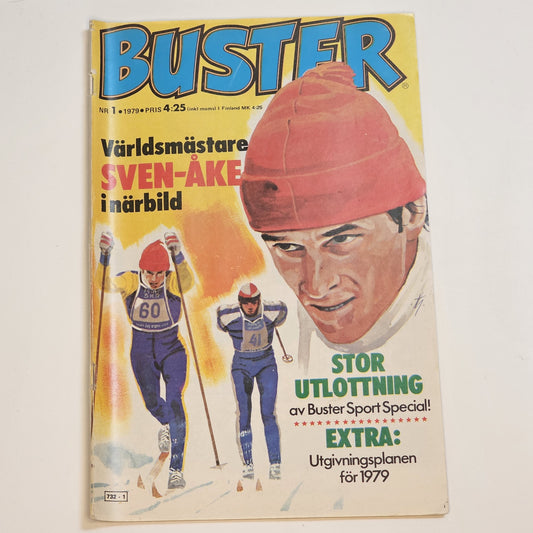 BUSTER
NR 1 • 1979 • PRIS 4:25 (inkl moms) I Finland MK 4:25
Världsmästare
SVEN-ÅKE
i närbild
60
41
STOR
UTLOTTNING
av Buster Sport Special!
EXTRA:
Utgivningsplanen
för 1979
732 - 1